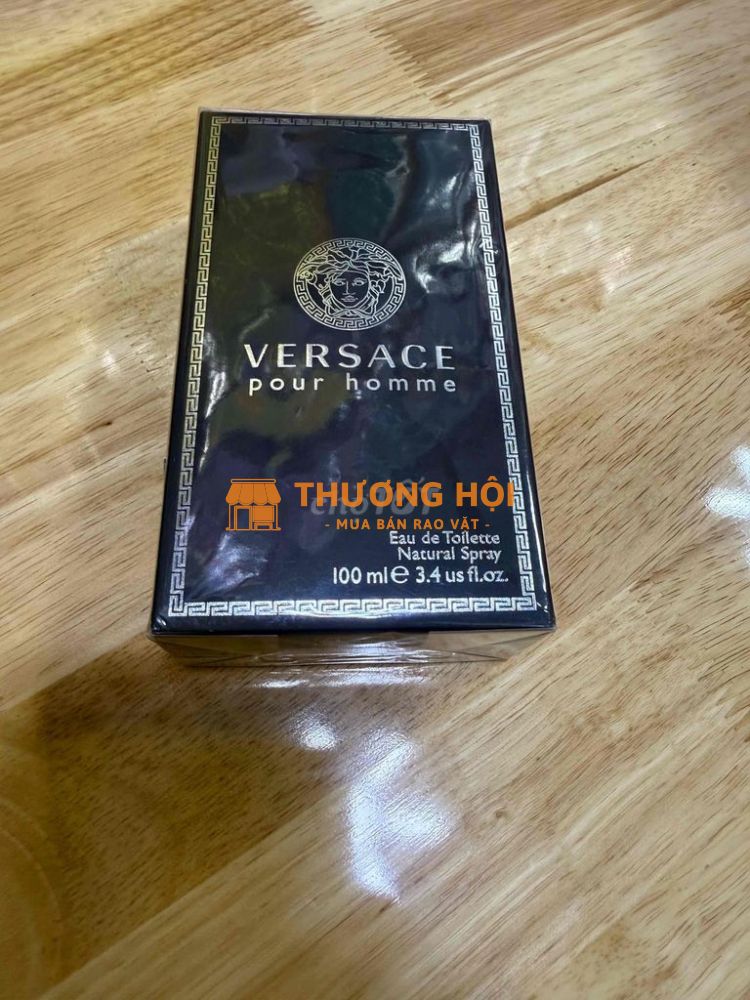 VERSACE
pour homme
THƯƠNG HỘI
- MUA BÁN RAO VẶT -
Eau de Toilette
Natural Spray
100 ml e 3.4 us fl.oz.